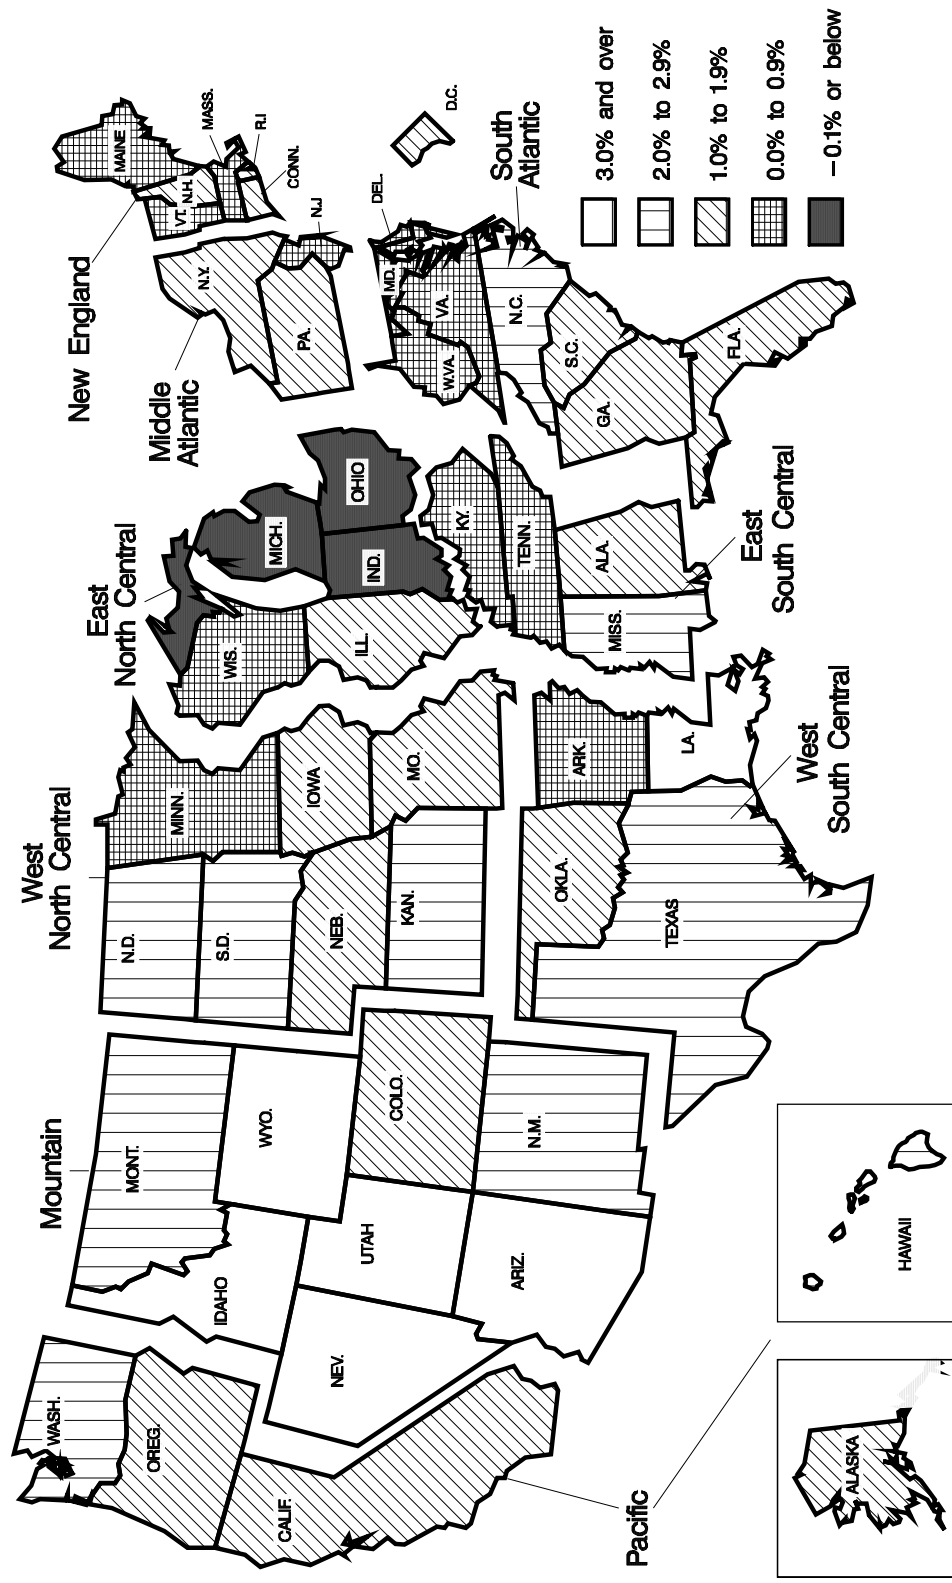 New England
Middle
Atlantic
East
North Central
West
North Central
Mountain
Pacific
South
Atlantic
East
South Central
West
South Central
MAINE
VT.
N.H.
MASS.
R.I
CONN.
N.Y.
N.J
PA.
DEL.
MD.
D.C.
VA.
W.VA.
N.C.
S.C.
GA.
FLA.
OHIO
MICH.
IND.
WIS.
ILL.
KY.
TENN.
ALA.
MISS.
MINN.
IOWA
MO.
N.D.
S.D.
NEB.
KAN.
ARK.
LA.
OKLA.
TEXAS
MONT.
WYO.
COLO.
N.M.
IDAHO
UTAH
ARIZ.
NEV.
WASH.
OREG.
CALIF.
ALASKA
HAWAII
3.0% and over
2.0% to 2.9%
1.0% to 1.9%
0.0% to 0.9%
−0.1% or below